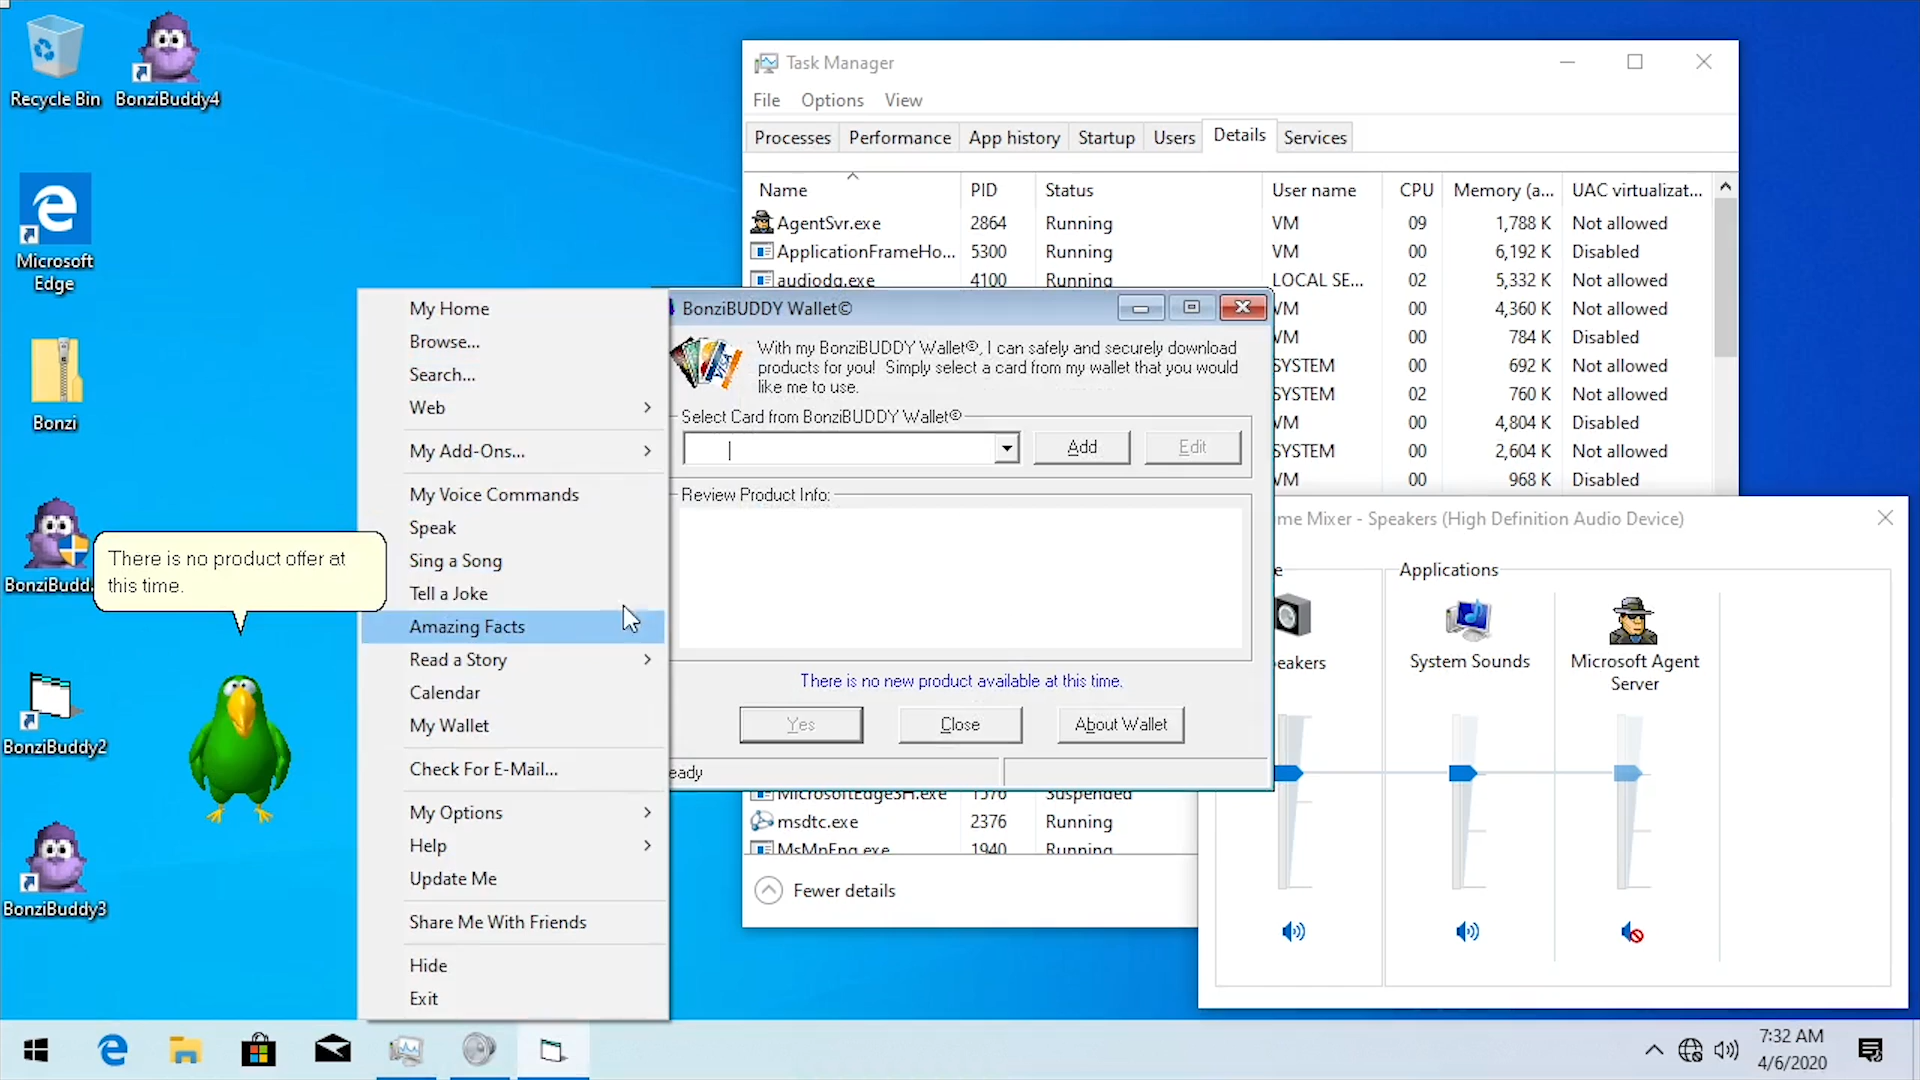 Recycle Bin
BonziBuddy4
Microsoft
Edge
Bonzi
BonziBudd
BonziBuddy2
BonziBuddy3
There is no product offer at
this time.
My Home
Browse...
Search...
Web
My Add-Ons...
My Voice Commands
Speak
Sing a Song
Tell a Joke
Amazing Facts
Read a Story
Calendar
My Wallet
Check For E-Mail...
My Options
Help
Update Me
Share Me With Friends
Hide
Exit
Task Manager
File Options View
Processes Performance App history Startup Users Details Services
Name PID Status User name CPU Memory (a... UAC virtualizat...
AgentSvr.exe 2864 Running VM 09 1,788 K Not allowed
ApplicationFrameHo... 5300 Running VM 00 6,192 K Disabled
audiodg.exe 4100 Running LOCAL SE... 02 5,332 K Not allowed
VM 00 4,360 K Not allowed
VM 00 784 K Disabled
SYSTEM 00 692 K Not allowed
SYSTEM 02 760 K Not allowed
VM 00 4,804 K Disabled
SYSTEM 00 2,604 K Not allowed
VM 00 968 K Disabled
MicrosoftEdgeSH.exe 1576 Suspended
msdtc.exe 2376 Running
MsMpEng.exe 1940 Running
Fewer details
BonziBUDDY Wallet©
With my BonziBUDDY Wallet©, I can safely and securely download
products for you! Simply select a card from my wallet that you would
like me to use.
VISA
Select Card from BonziBUDDY Wallet©
Add
Edit
Review Product Info:
There is no new product available at this time.
Yes
Close
About Wallet
eady
me Mixer - Speakers (High Definition Audio Device)
e
Applications
eakers
System Sounds
Microsoft Agent
Server
7:32 AM
4/6/2020